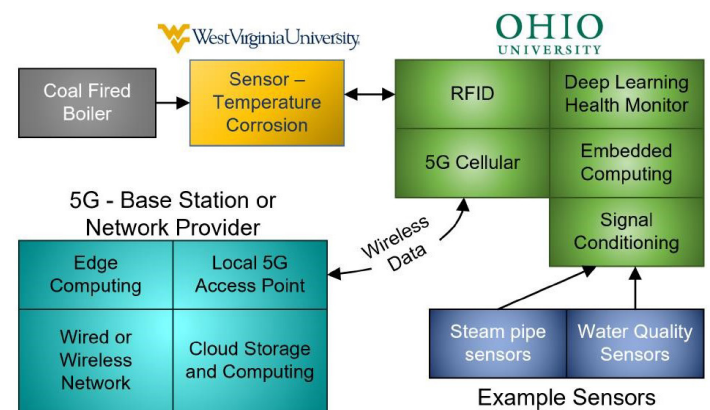 WestVirginiaUniversity.
OHIO
UNIVERSITY
Coal Fired
Boiler
Sensor –
Temperature
Corrosion
RFID
Deep Learning
Health Monitor
5G Cellular
Embedded
Computing
Signal
Conditioning
5G - Base Station or
Network Provider
Wireless
Data
Edge
Computing
Local 5G
Access Point
Wired or
Wireless
Network
Cloud Storage
and Computing
Steam pipe
sensors
Water Quality
Sensors
Example Sensors